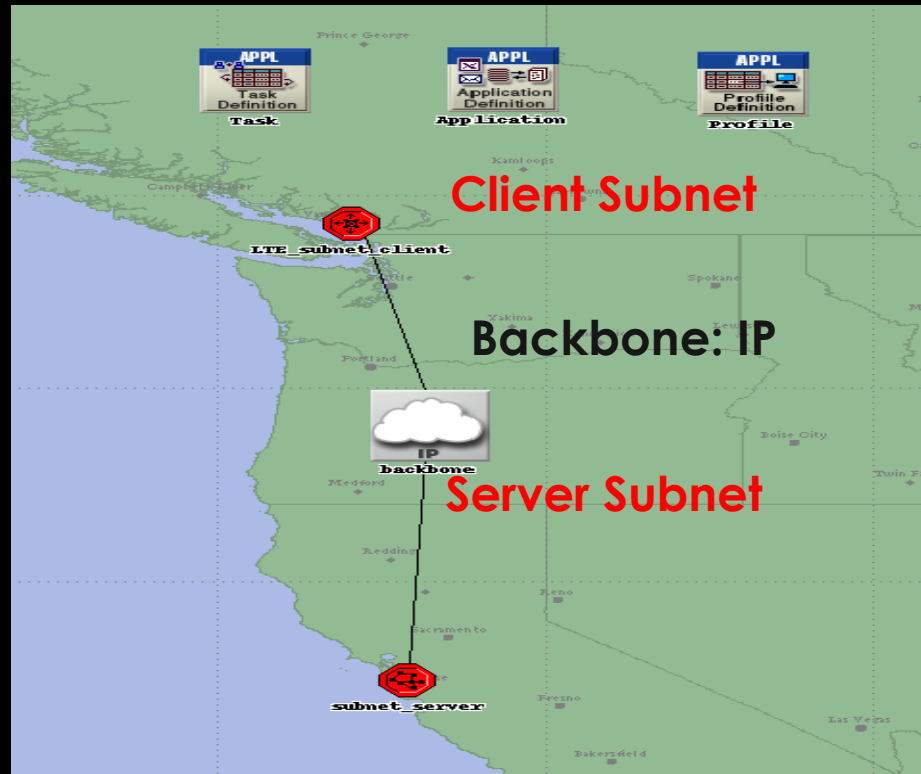 Prince George
APPL
Task
Definition
Task
APPL
Application
Definition
Application
APPL
Profile
Definition
Profile
Kamloops
Client Subnet
LTE_subnet_client
Spokane
Yakima
Backbone: IP
Portland
IP
backbone
Boise City
Medford
Server Subnet
Redding
Reno
Sacramento
subnet_server
Fresno
Las Vegas
Bakersfield